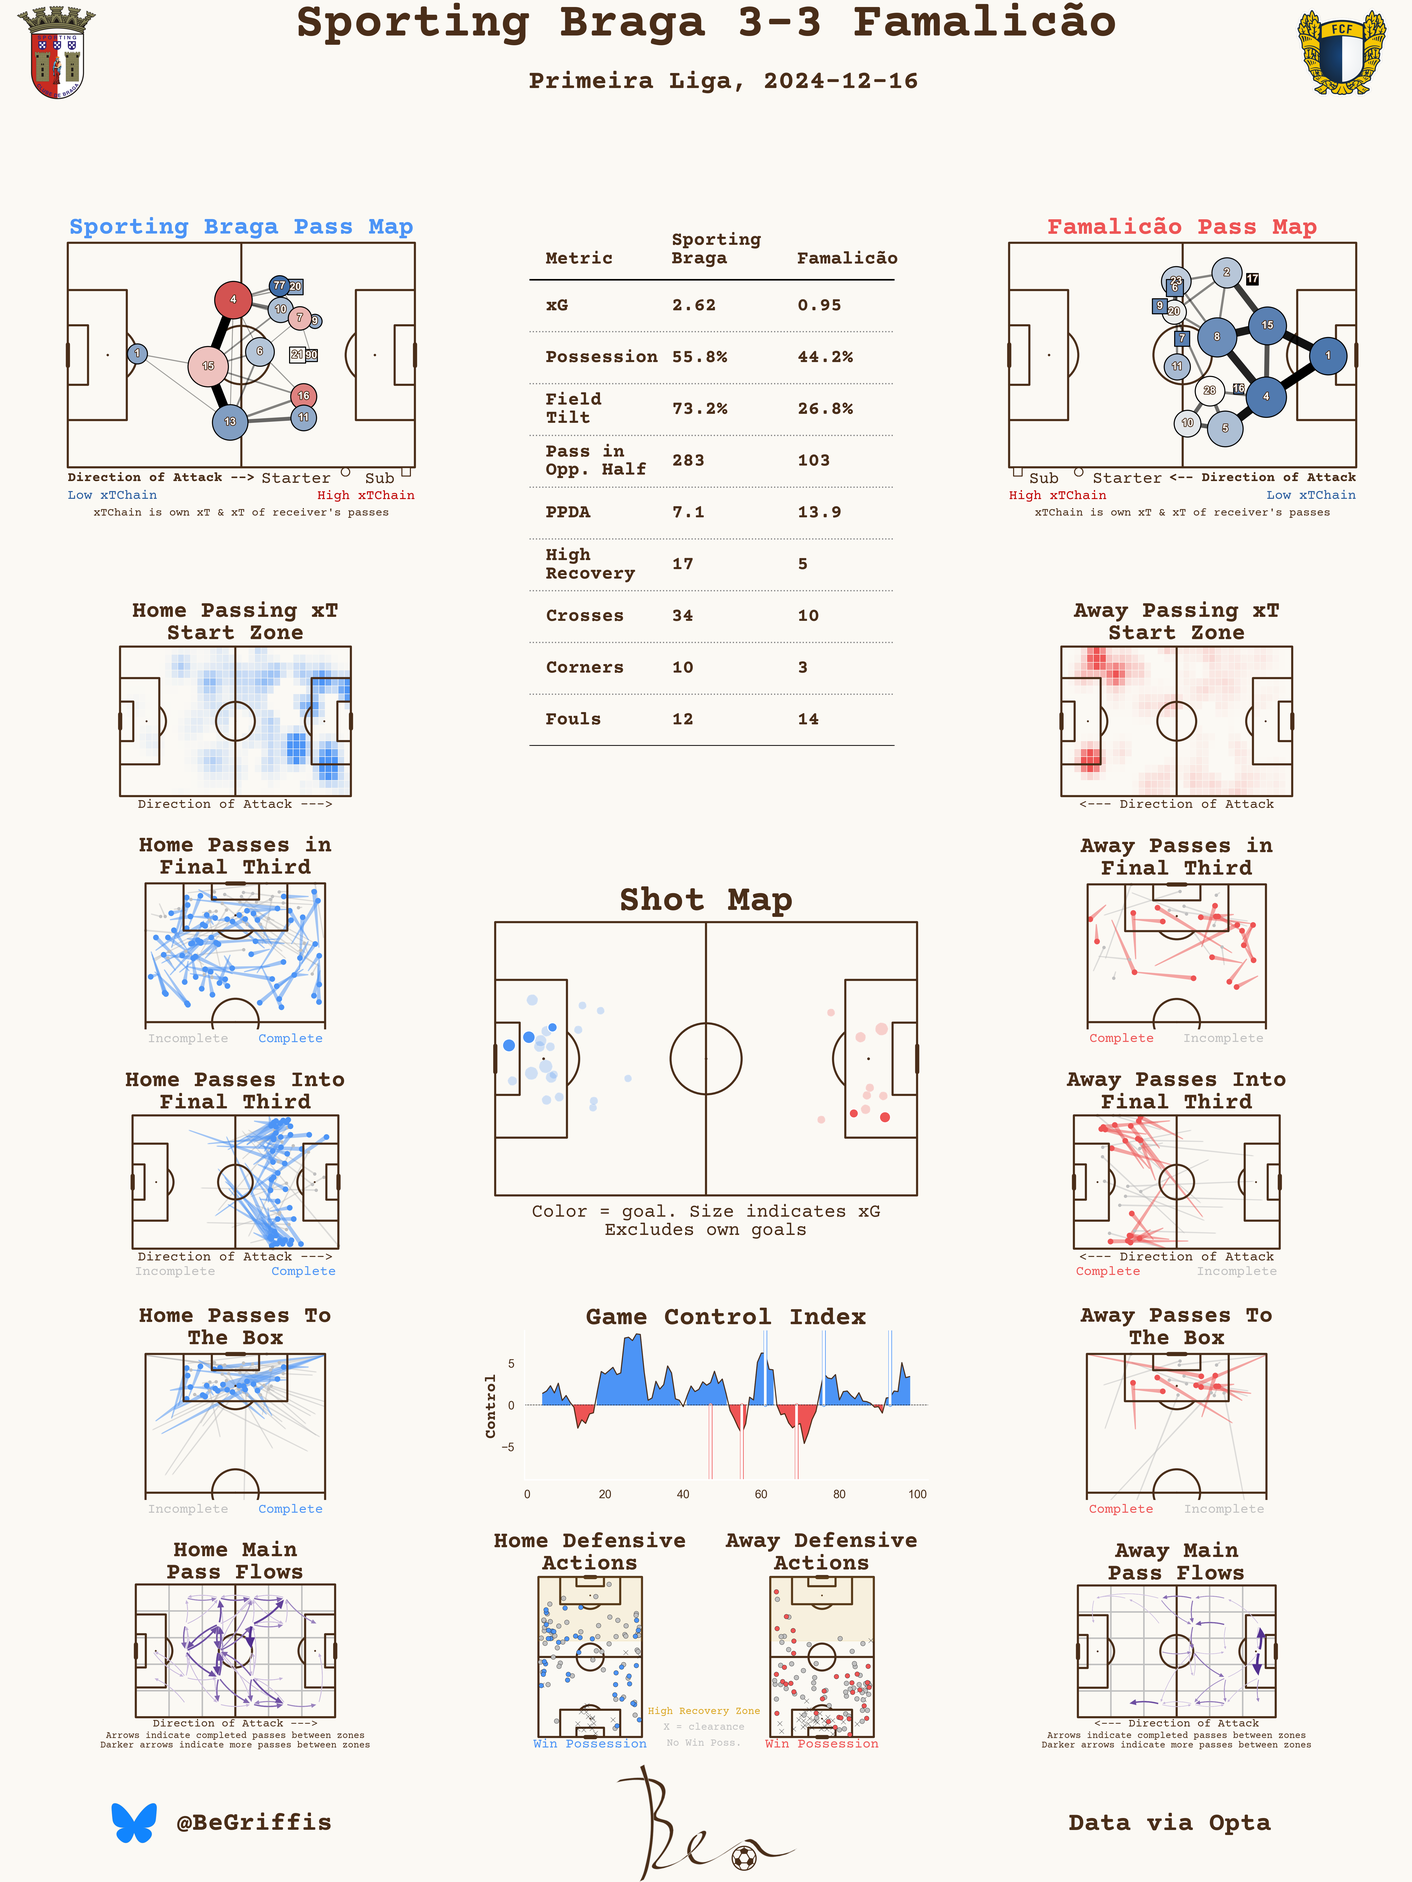 Sporting Braga 3-3 Famalicão
Primeira Liga, 2024-12-16
SPORTING
DE BRAGA
FCF
Sporting Braga Pass Map
4
77
20
10
7
9
1
15
6
21
90
16
13
11
Direction of Attack --> Starter Sub
Low xTChain High xTChain
xTChain is own xT & xT of receiver's passes
Metric Sporting Braga Famalicão
xG 2.62 0.95
Possession 55.8% 44.2%
Field Tilt 73.2% 26.8%
Pass in Opp. Half 283 103
PPDA 7.1 13.9
High Recovery 17 5
Crosses 34 10
Corners 10 3
Fouls 12 14
Famalicão Pass Map
23
6
2
17
9
20
15
8
7
1
11
28
16
4
10
5
Sub Starter <-- Direction of Attack
High xTChain Low xTChain
xTChain is own xT & xT of receiver's passes
Home Passing xT
Start Zone
Direction of Attack --->
Away Passing xT
Start Zone
<--- Direction of Attack
Home Passes in
Final Third
Incomplete Complete
Away Passes in
Final Third
Complete Incomplete
Shot Map
Color = goal. Size indicates xG
Excludes own goals
Home Passes Into
Final Third
Direction of Attack --->
Incomplete Complete
Away Passes Into
Final Third
<--- Direction of Attack
Complete Incomplete
Home Passes To
The Box
Incomplete Complete
Game Control Index
Control
5
0
−5
0 20 40 60 80 100
Away Passes To
The Box
Complete Incomplete
Home Main
Pass Flows
Direction of Attack --->
Arrows indicate completed passes between zones
Darker arrows indicate more passes between zones
Home Defensive
Actions
Win Possession
High Recovery Zone
X = clearance
No Win Poss.
Away Defensive
Actions
Win Possession
Away Main
Pass Flows
<--- Direction of Attack
Arrows indicate completed passes between zones
Darker arrows indicate more passes between zones
@BeGriffis
Ben
Data via Opta